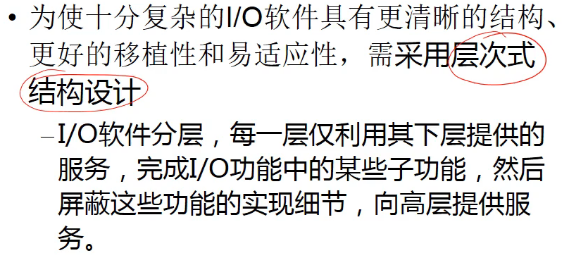 • 为使十分复杂的I/O软件具有更清晰的结构、
更好的移植性和易适应性，需采用层次式
结构设计
–I/O软件分层，每一层仅利用其下层提供的
服务，完成I/O功能中的某些子功能，然后
屏蔽这些功能的实现细节，向高层提供服
务。